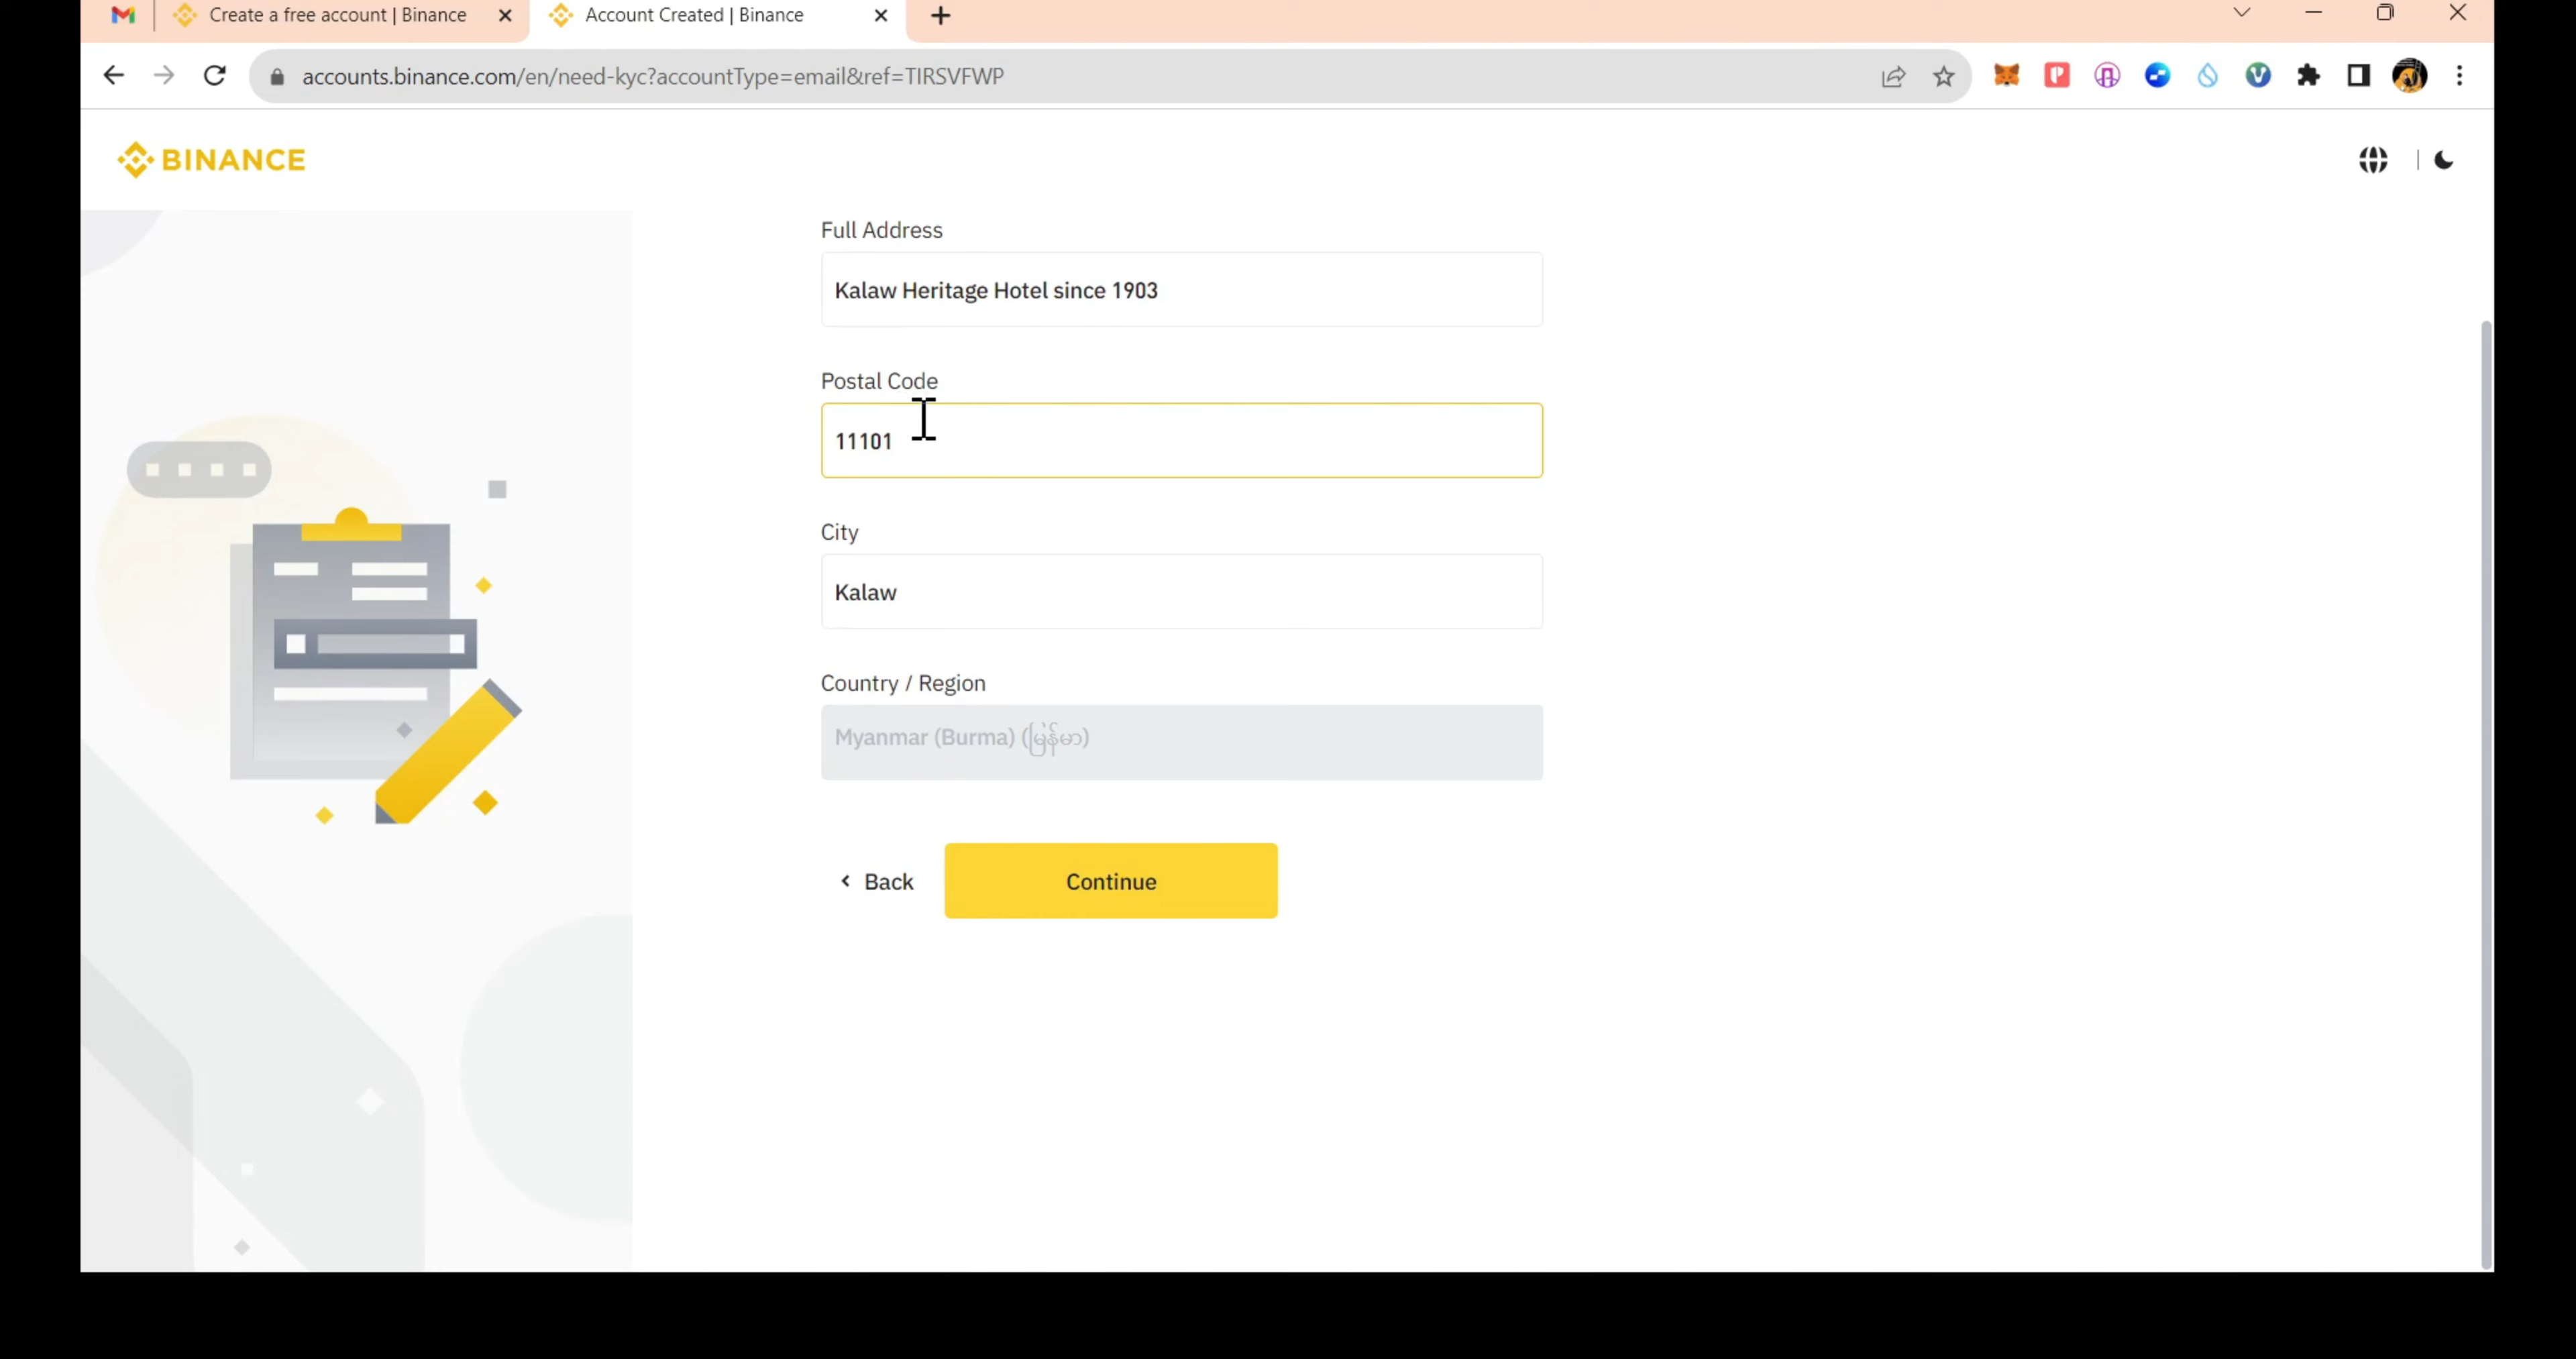 Create a free account | Binance
Account Created | Binance
accounts.binance.com/en/need-kyc?accountType=email&ref=TIRSVFWP
BINANCE
Full Address
Kalaw Heritage Hotel since 1903
Postal Code
11101
City
Kalaw
Country / Region
Myanmar (Burma) (မြန်မာ)
Back
Continue